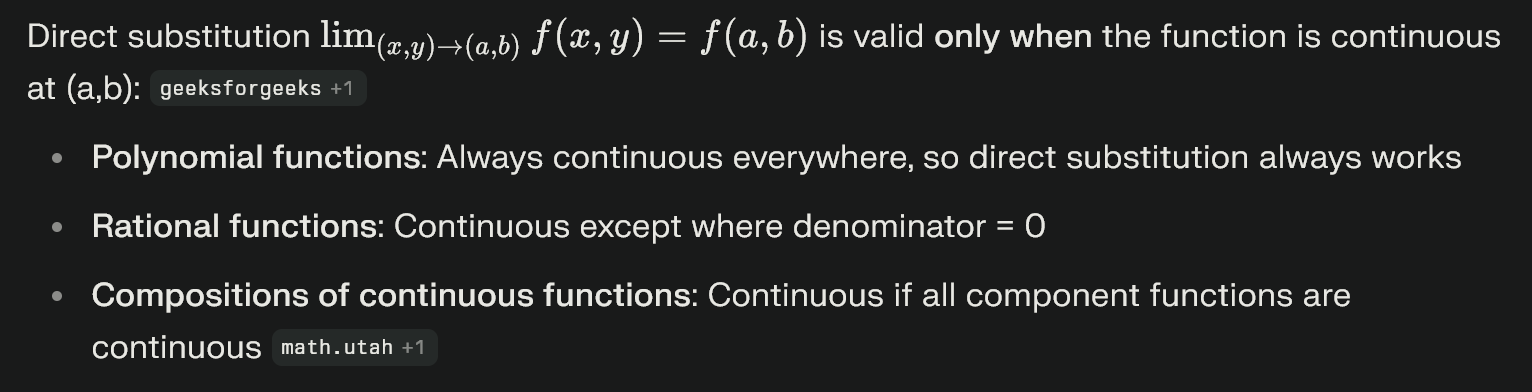 Direct substitution lim(x,y)→(a,b) f(x, y) = f(a, b) is valid only when the function is continuous
at (a,b): geeksforgeeks +1
• Polynomial functions: Always continuous everywhere, so direct substitution always works
• Rational functions: Continuous except where denominator = 0
• Compositions of continuous functions: Continuous if all component functions are
continuous math.utah +1